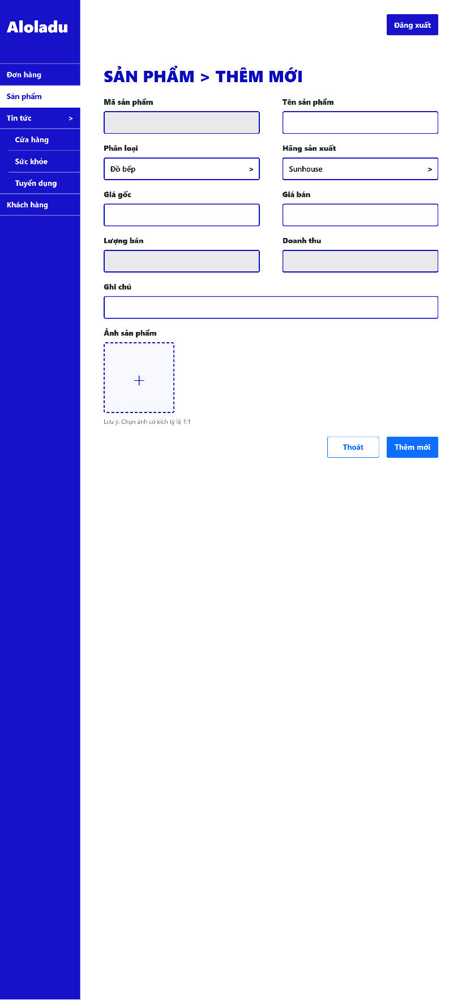 Aloladu
Đăng xuất
Đơn hàng
Sản phẩm
Tin tức >
Cửa hàng
Sức khỏe
Tuyển dụng
Khách hàng
SẢN PHẨM > THÊM MỚI
Mã sản phẩm
Tên sản phẩm
Phân loại
Hãng sản xuất
Đồ bếp >
Sunhouse >
Giá gốc
Giá bán
Lượng bán
Doanh thu
Ghi chú
Ảnh sản phẩm
Lưu ý: Chọn ảnh có kích tỷ lệ 1:1
Thoát
Thêm mới